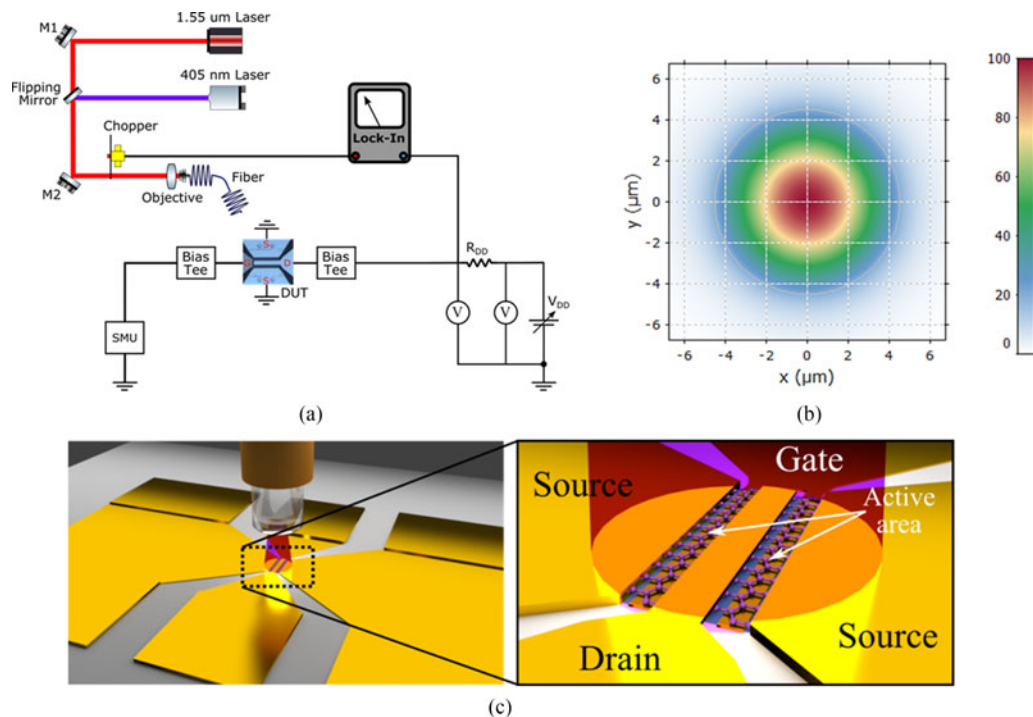 1.55 um Laser
M1
405 nm Laser
Flipping
Mirror
Chopper
Lock-In
M2
Objective
Fiber
Bias
Tee
S
G
D
S
DUT
Bias
Tee
R_DD
V
V
V_DD
SMU
(a)
y (µm)
6
4
2
0
-2
-4
-6
-6
-4
-2
0
2
4
6
x (µm)
100
80
60
40
20
0
(b)
Source
Gate
Active
area
Drain
Source
(c)